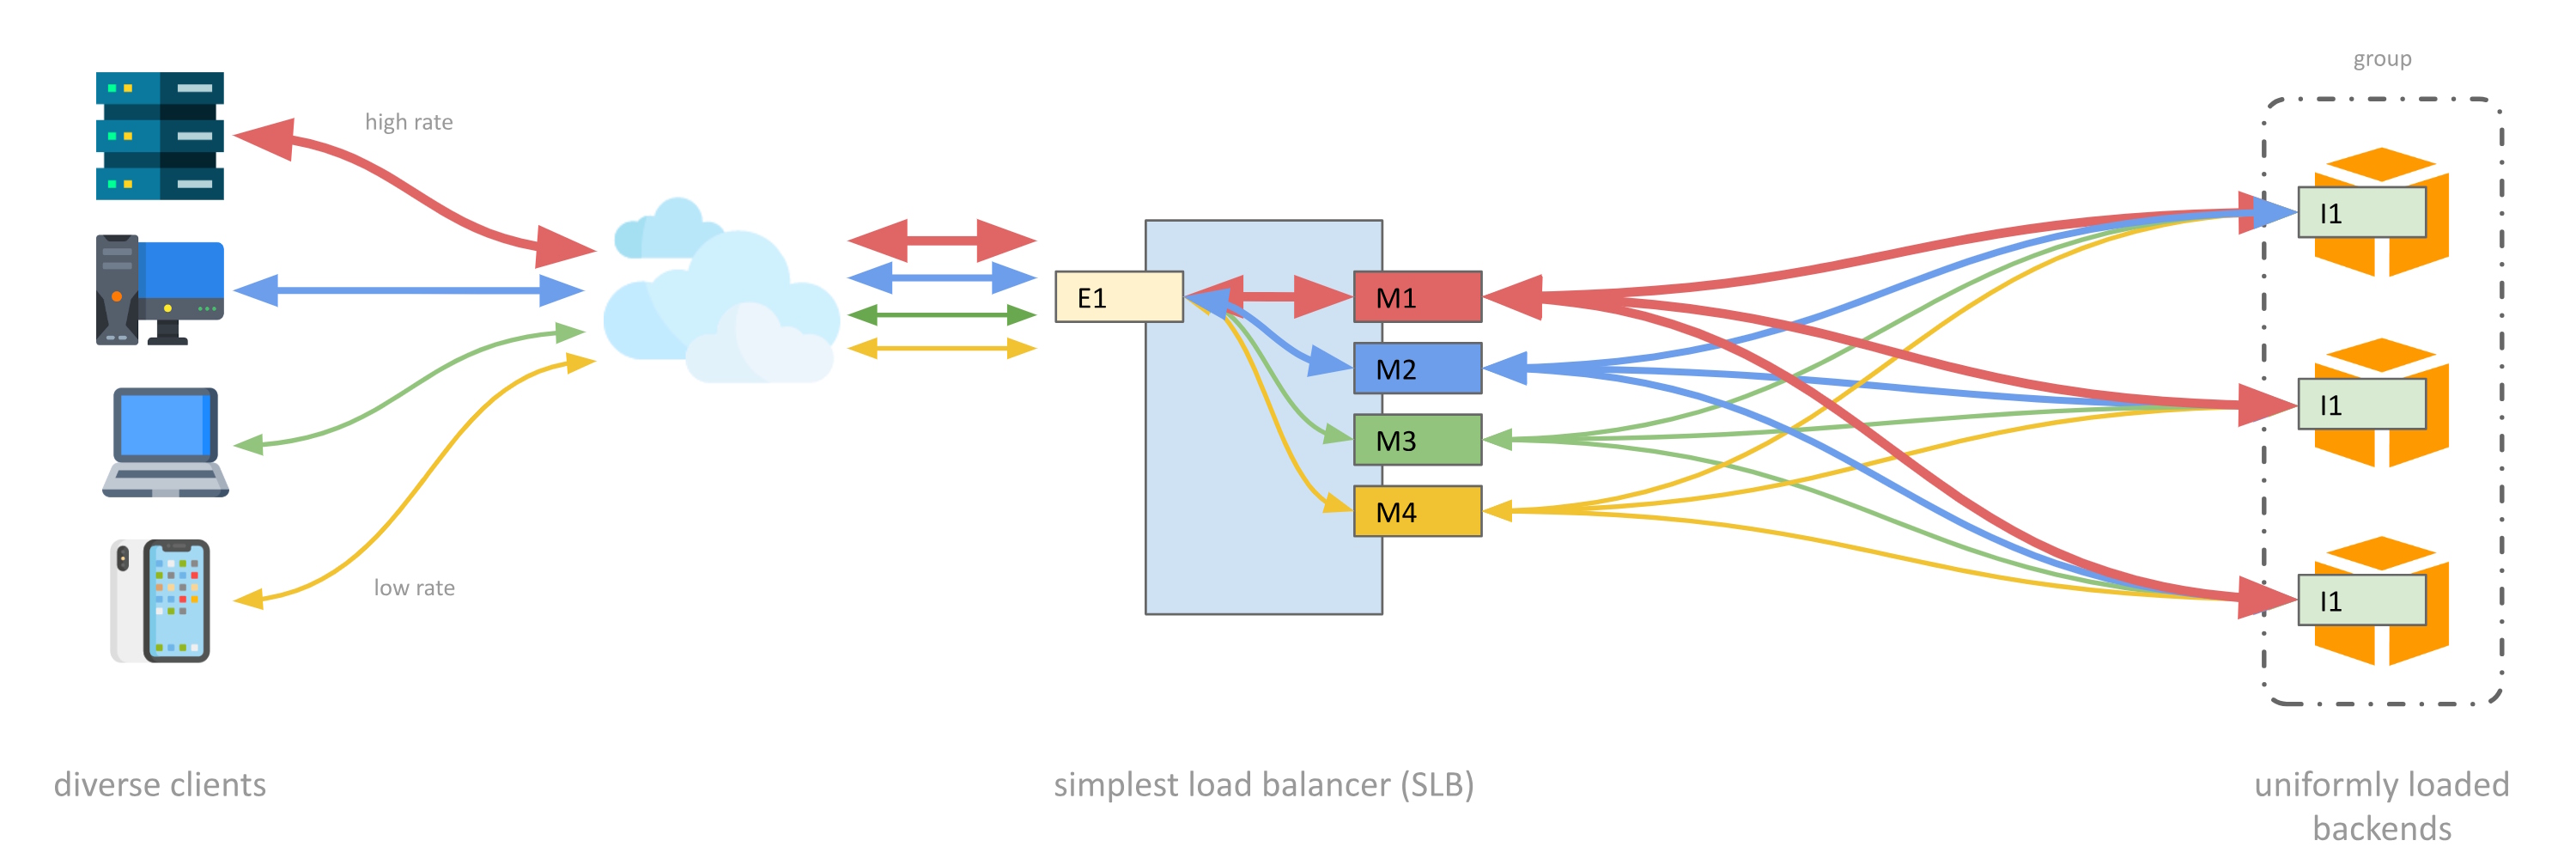 group
high rate
I1
E1
M1
M2
I1
M3
M4
low rate
I1
diverse clients
simplest load balancer (SLB)
uniformly loaded
backends